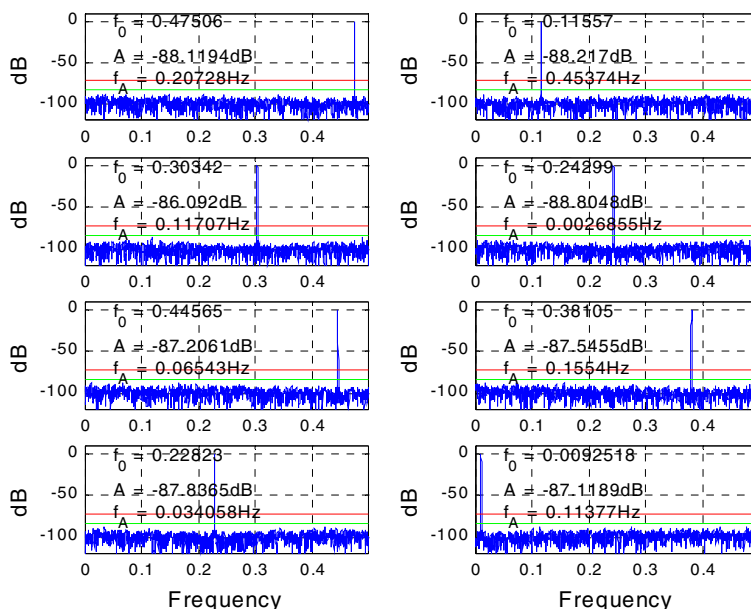 f0 = 0.47506
A = -88.1194dB
fA = 0.20728Hz
0
-50
-100
dB
0 0.1 0.2 0.3 0.4
f0 = 0.11557
A = -88.217dB
fA = 0.45374Hz
0
-50
-100
dB
0 0.1 0.2 0.3 0.4
f0 = 0.30342
A = -86.092dB
fA = 0.11707Hz
0
-50
-100
dB
0 0.1 0.2 0.3 0.4
f0 = 0.24299
A = -88.8048dB
fA = 0.0026855Hz
0
-50
-100
dB
0 0.1 0.2 0.3 0.4
f0 = 0.44565
A = -87.2061dB
fA = 0.06543Hz
0
-50
-100
dB
0 0.1 0.2 0.3 0.4
f0 = 0.38105
A = -87.5455dB
fA = 0.1554Hz
0
-50
-100
dB
0 0.1 0.2 0.3 0.4
f0 = 0.22823
A = -87.8365dB
fA = 0.034058Hz
0
-50
-100
dB
0 0.1 0.2 0.3 0.4
Frequency
f0 = 0.0092518
A = -87.1189dB
fA = 0.11377Hz
0
-50
-100
dB
0 0.1 0.2 0.3 0.4
Frequency